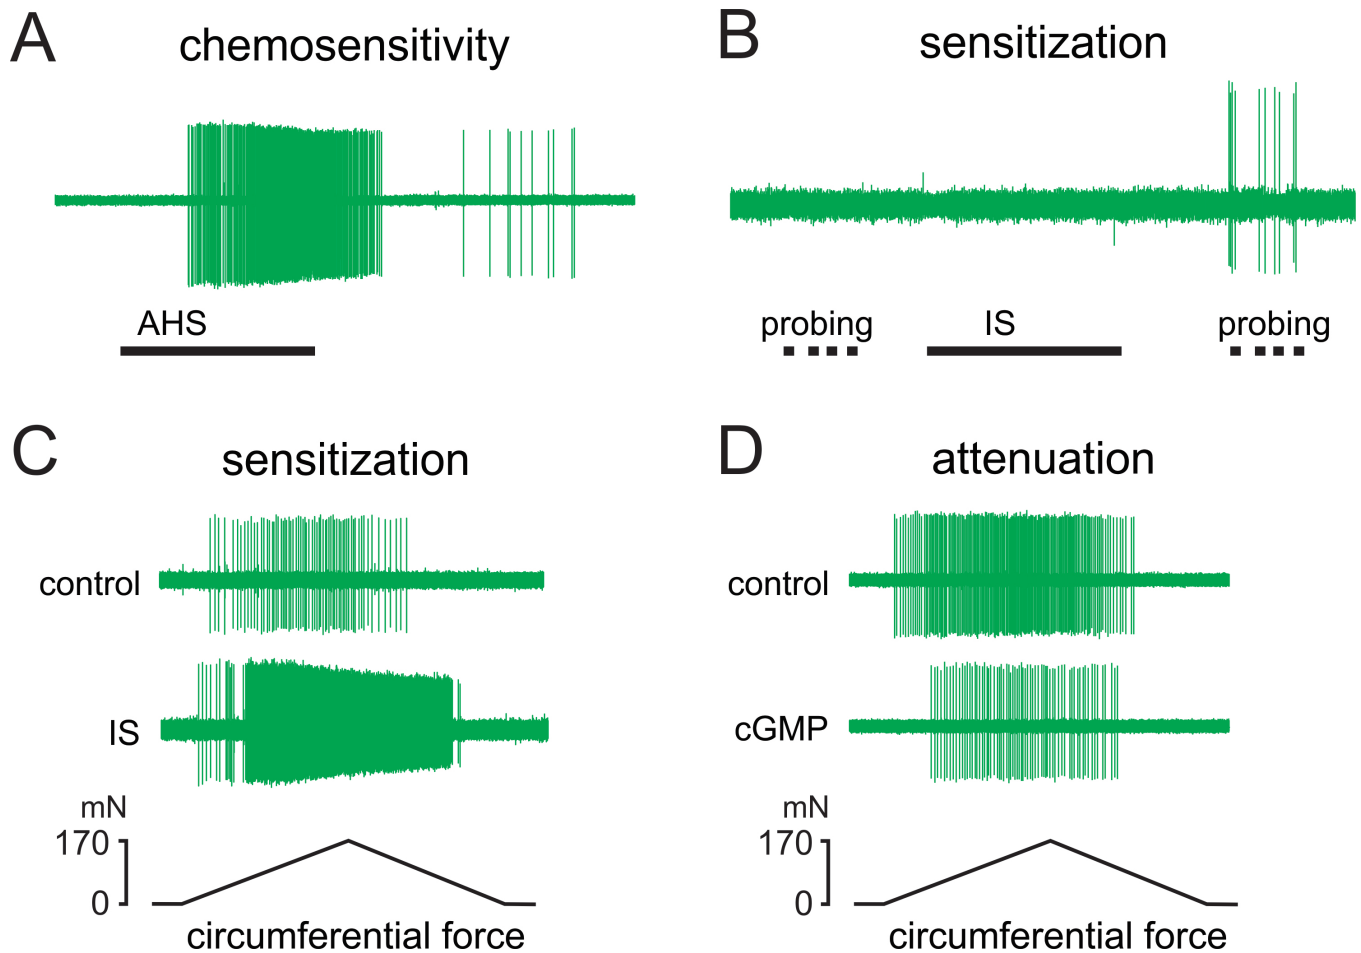 A
chemosensitivity
AHS
B
sensitization
probing
IS
probing
C
sensitization
control
IS
mN
170
0
circumferential force
D
attenuation
control
cGMP
mN
170
0
circumferential force